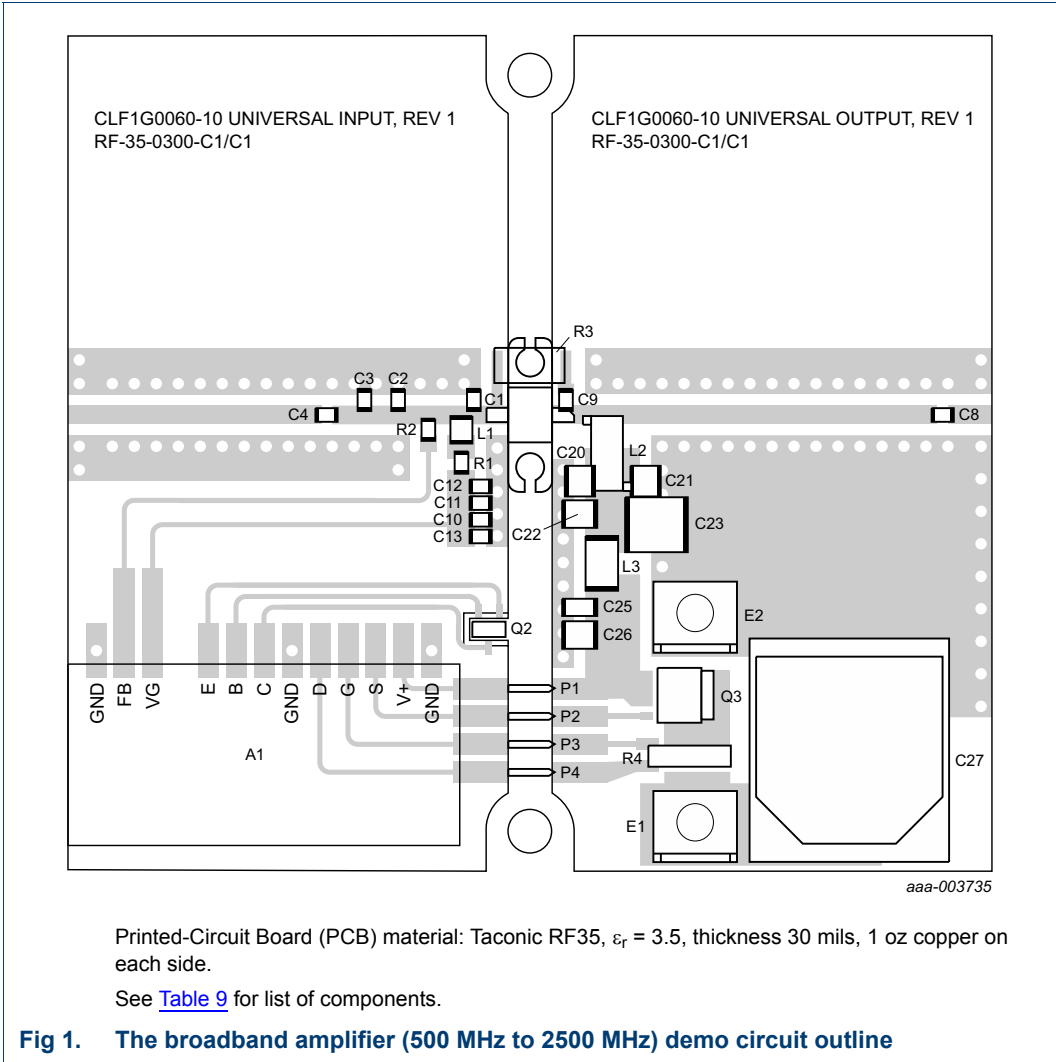 CLF1G0060-10 UNIVERSAL INPUT, REV 1
RF-35-0300-C1/C1
CLF1G0060-10 UNIVERSAL OUTPUT, REV 1
RF-35-0300-C1/C1
R3
C3
C2
C1
C9
C4
C8
R2
L1
L2
R1
C20
C21
C12
C11
C10
C13
C22
C23
L3
C25
C26
E2
Q2
GND
FB
VG
E
B
C
GND
D
G
S
V+
GND
A1
P1
P2
P3
P4
Q3
R4
C27
E1
aaa-003735
Printed-Circuit Board (PCB) material: Taconic RF35, εr = 3.5, thickness 30 mils, 1 oz copper on
each side.
See Table 9 for list of components.
Fig 1. The broadband amplifier (500 MHz to 2500 MHz) demo circuit outline